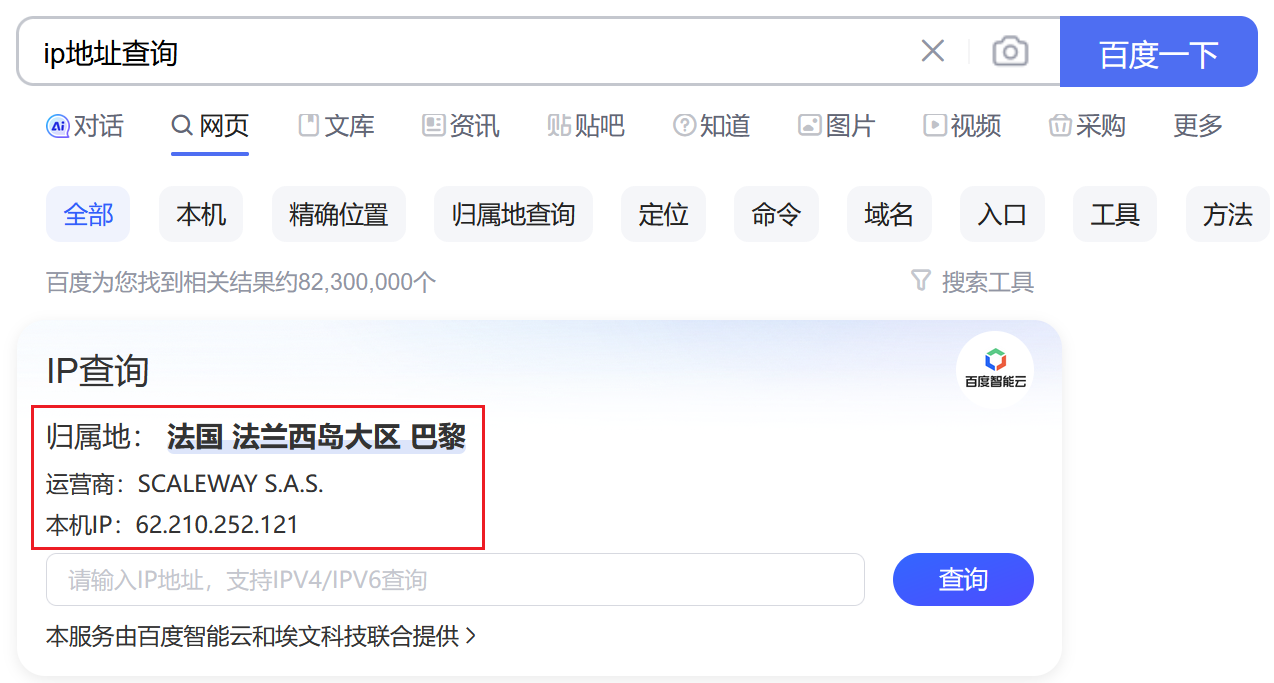 ip地址查询
百度一下
Ai 对话 网页 文库 资讯 贴 贴吧 知道 图片 视频 采购 更多
全部 本机 精确位置 归属地查询 定位 命令 域名 入口 工具 方法
百度为您找到相关结果约82,300,000个 搜索工具
IP查询
百度智能云
归属地： 法国 法兰西岛大区 巴黎
运营商：SCALEWAY S.A.S.
本机IP：62.210.252.121
请输入IP地址，支持IPV4/IPV6查询 查询
本服务由百度智能云和埃文科技联合提供 >